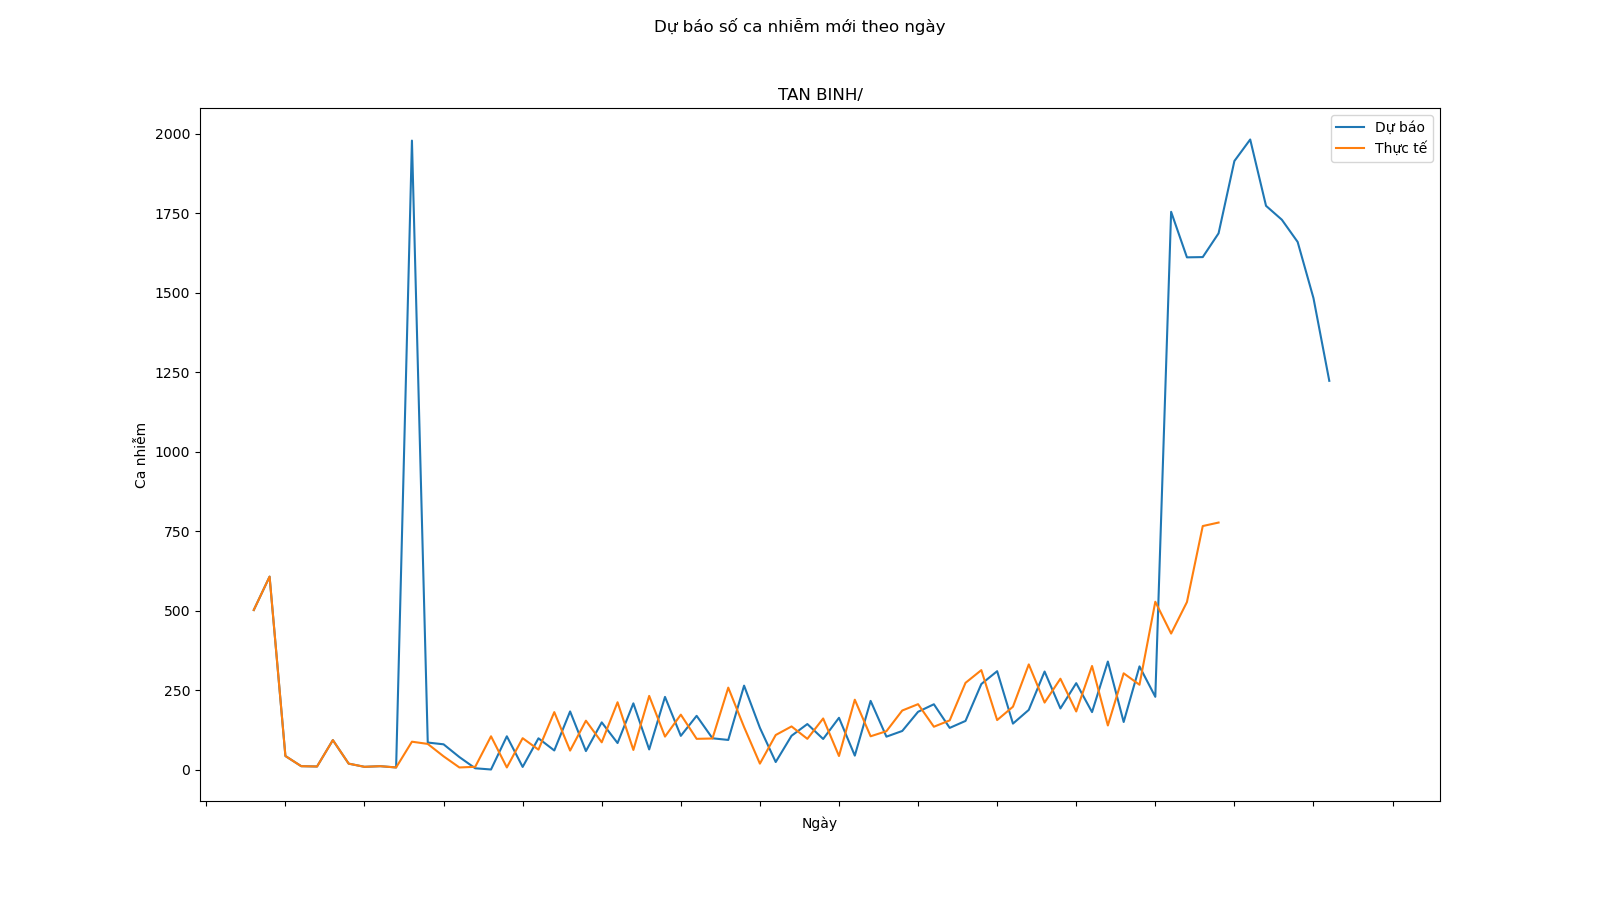 Dự báo số ca nhiễm mới theo ngày
TAN BINH/
Dự báo
Thực tế
2000
1750
1500
1250
1000
750
500
250
0
Ca nhiễm
Ngày